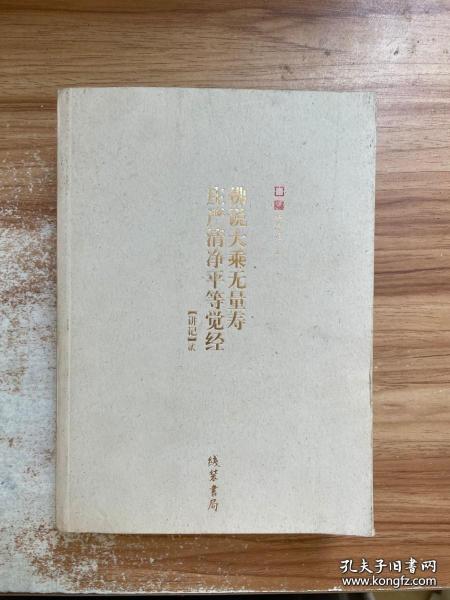 佛说大乘无量寿
庄严清净平等觉经
【讲记】贰
线装书局
孔夫子旧书网
www.kongfz.com